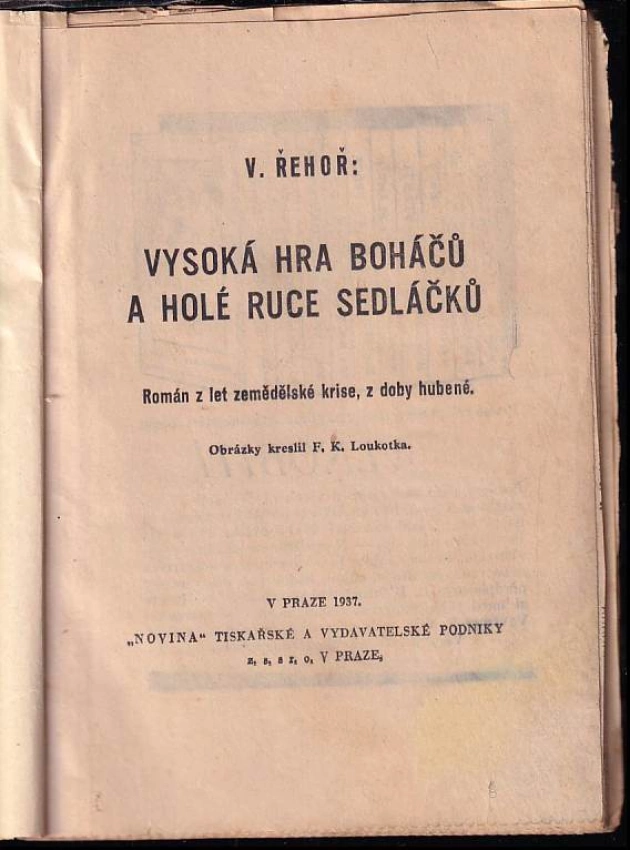 V. ŘEHOŘ:
VYSOKÁ HRA BOHÁČŮ
A HOLÉ RUCE SEDLÁČKŮ
Román z let zemědělské krise, z doby hubené.
Obrázky kreslil F. K. Loukotka.
V PRAZE 1937.
„NOVINA“ TISKAŘSKÉ A VYDAVATELSKÉ PODNIKY
z. s. s r. o. V PRAZE.